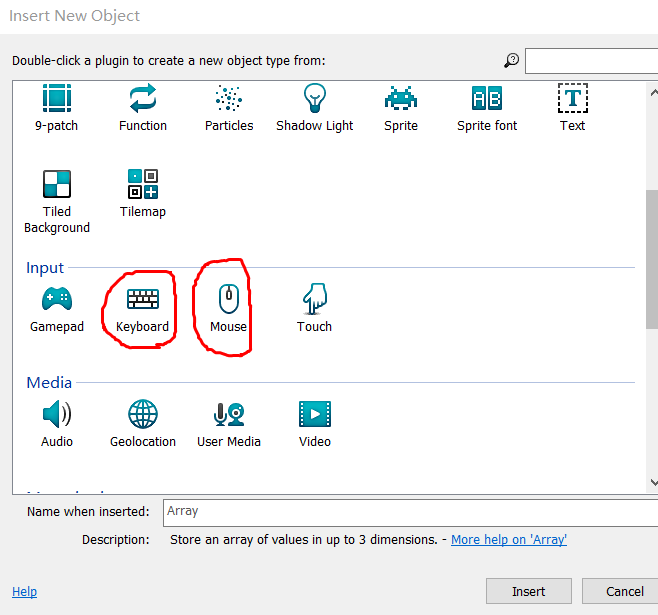 Insert New Object
Double-click a plugin to create a new object type from:
9-patch Function Particles Shadow Light Sprite Sprite font Text
Tiled Background Tilemap
Input
Gamepad Keyboard Mouse Touch
Media
Audio Geolocation User Media Video
Name when inserted: Array
Description: Store an array of values in up to 3 dimensions. - More help on 'Array'
Help Insert Cancel